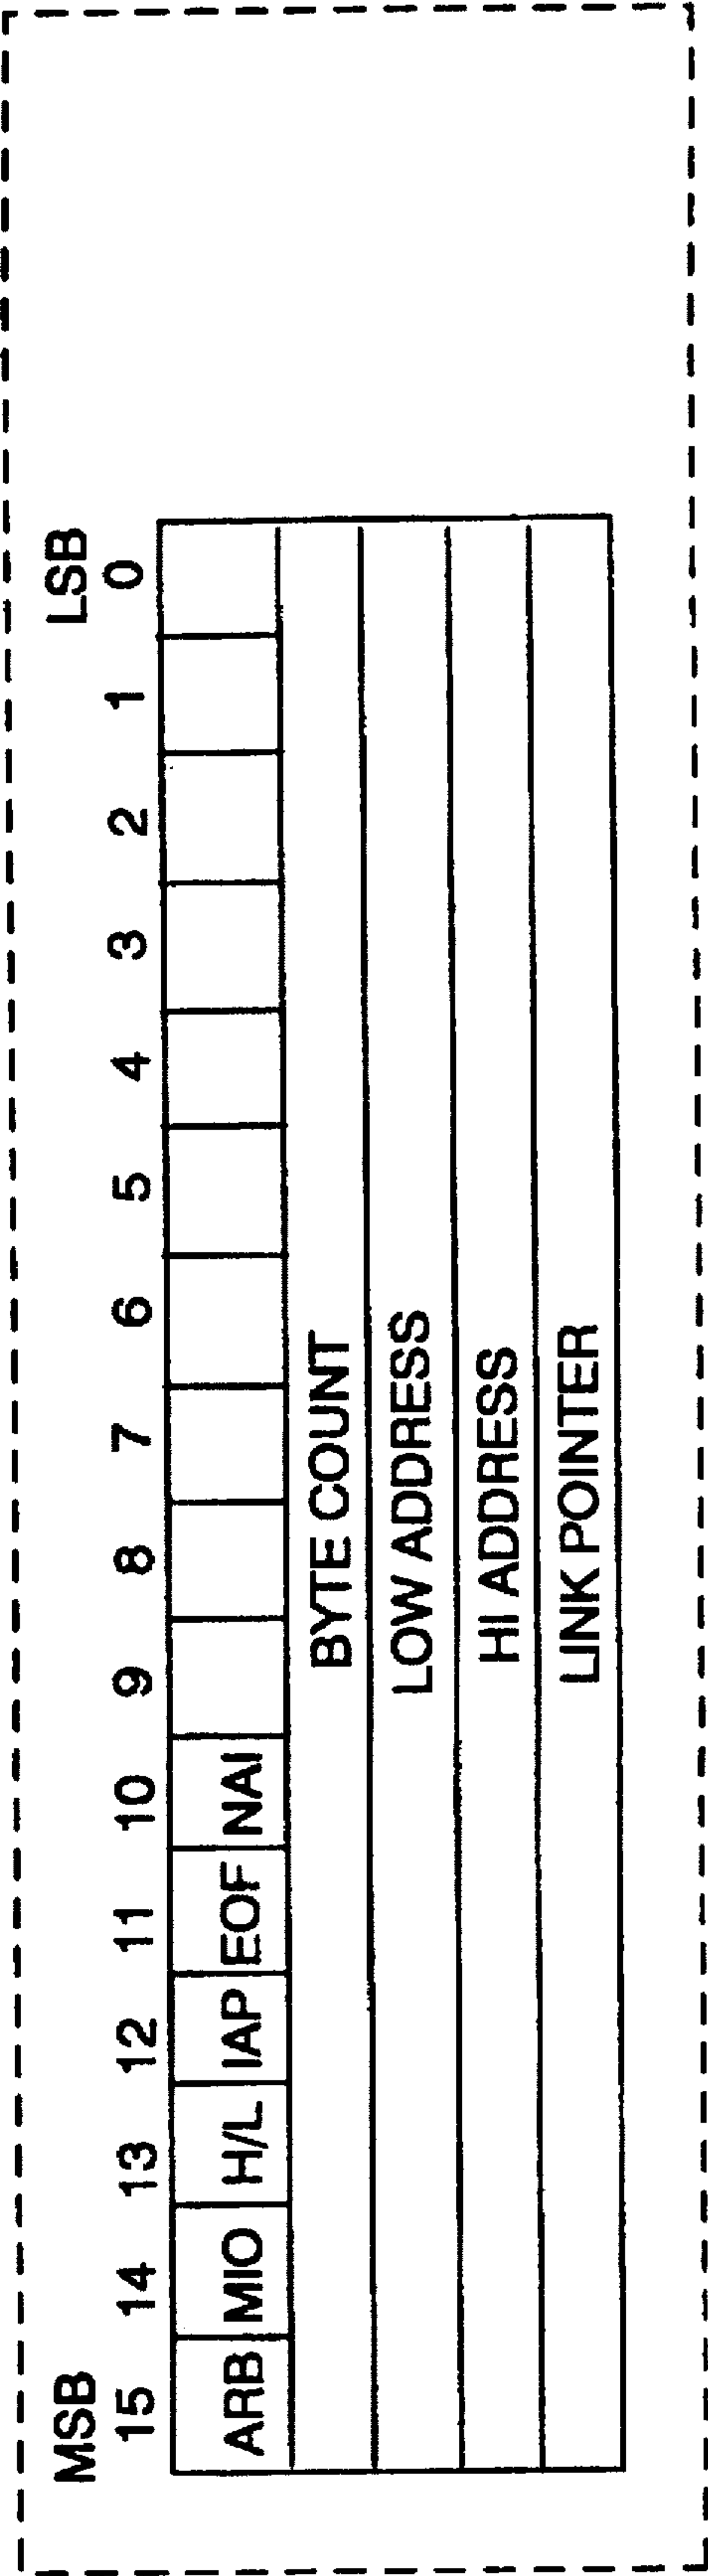 MSB LSB
15 14 13 12 11 10 9 8 7 6 5 4 3 2 1 0
ARB MIO H/L IAP EOF NAI
BYTE COUNT
LOW ADDRESS
HI ADDRESS
LINK POINTER